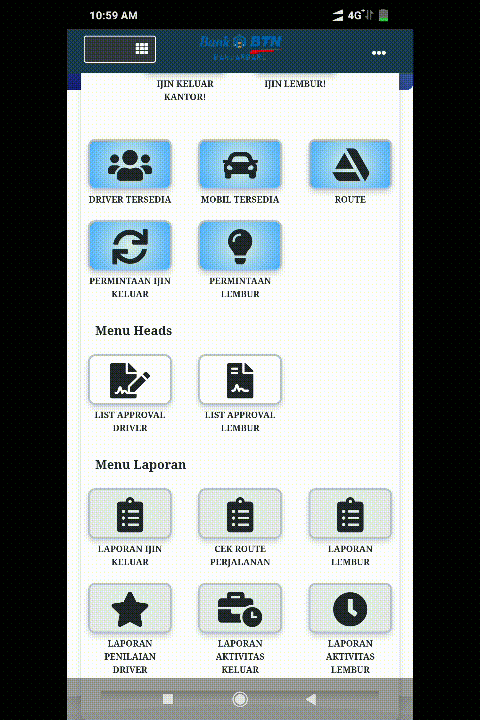 10:59 AM
4G
Bank BTN
IJIN KELUAR
KANTOR!
IJIN LEMBUR!
DRIVER TERSEDIA
MOBIL TERSEDIA
ROUTE
PERMINTAAN IJIN
KELUAR
PERMINTAAN
LEMBUR
Menu Heads
LIST APPROVAL
DRIVER
LIST APPROVAL
LEMBUR
Menu Laporan
LAPORAN IJIN
KELUAR
CEK ROUTE
PERJALANAN
LAPORAN
LEMBUR
LAPORAN
PENILAIAN
DRIVER
LAPORAN
AKTIVITAS
KELUAR
LAPORAN
AKTIVITAS
LEMBUR